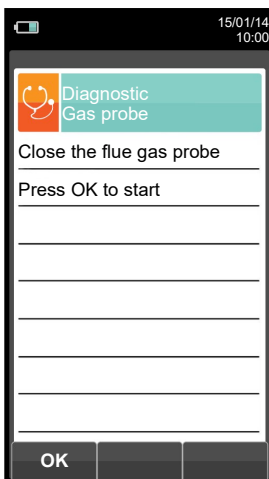 15/01/14
10:00
Diagnostic
Gas probe
Close the flue gas probe
Press OK to start
OK